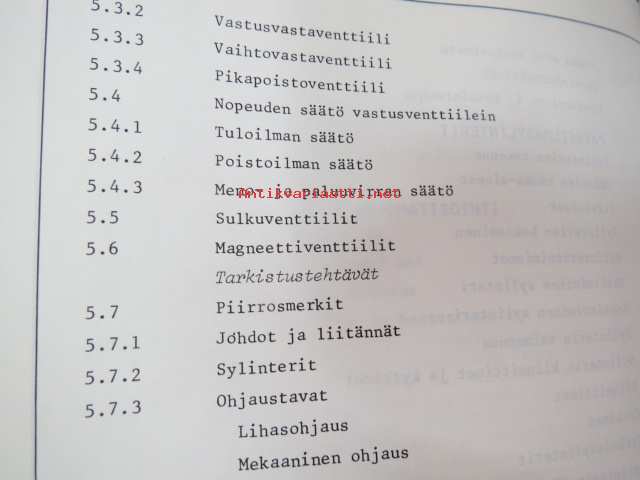 5.3.2 Vastusvastaventtiili
5.3.3 Vaihtovastaventtiili
5.3.4 Pikapoistoventtiili
5.4 Nopeuden säätö vastusventtiilein
5.4.1 Tuloilman säätö
5.4.2 Poistoilman säätö
5.4.3 Meno- ja paluuvirran säätö
Antikvariaatti.net
5.5 Sulkuventtiilit
5.6 Magneettiventtiilit
Tarkistustehtävät
5.7 Piirrosmerkit
5.7.1 Johdot ja liitännät
5.7.2 Sylinterit
5.7.3 Ohjaustavat
Lihasohjaus
Mekaaninen ohjaus